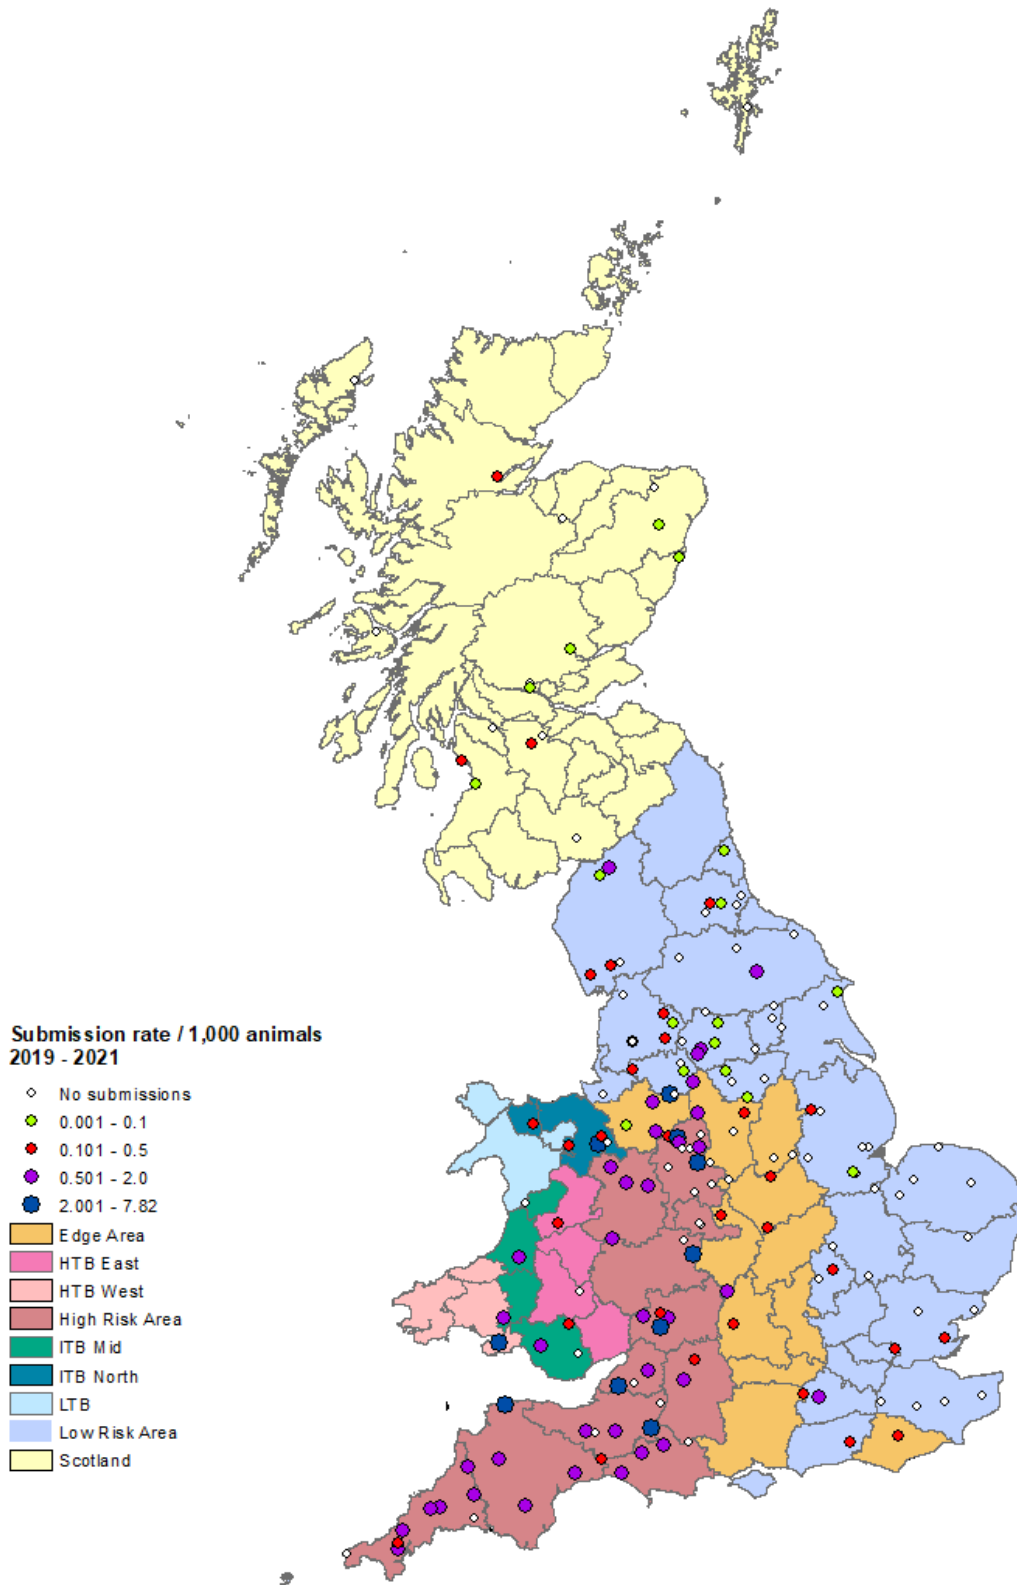 Submission rate / 1,000 animals
2019 - 2021
No submissions
0.001 - 0.1
0.101 - 0.5
0.501 - 2.0
2.001 - 7.82
Edge Area
HTB East
HTB West
High Risk Area
ITB Mid
ITB North
LTB
Low Risk Area
Scotland